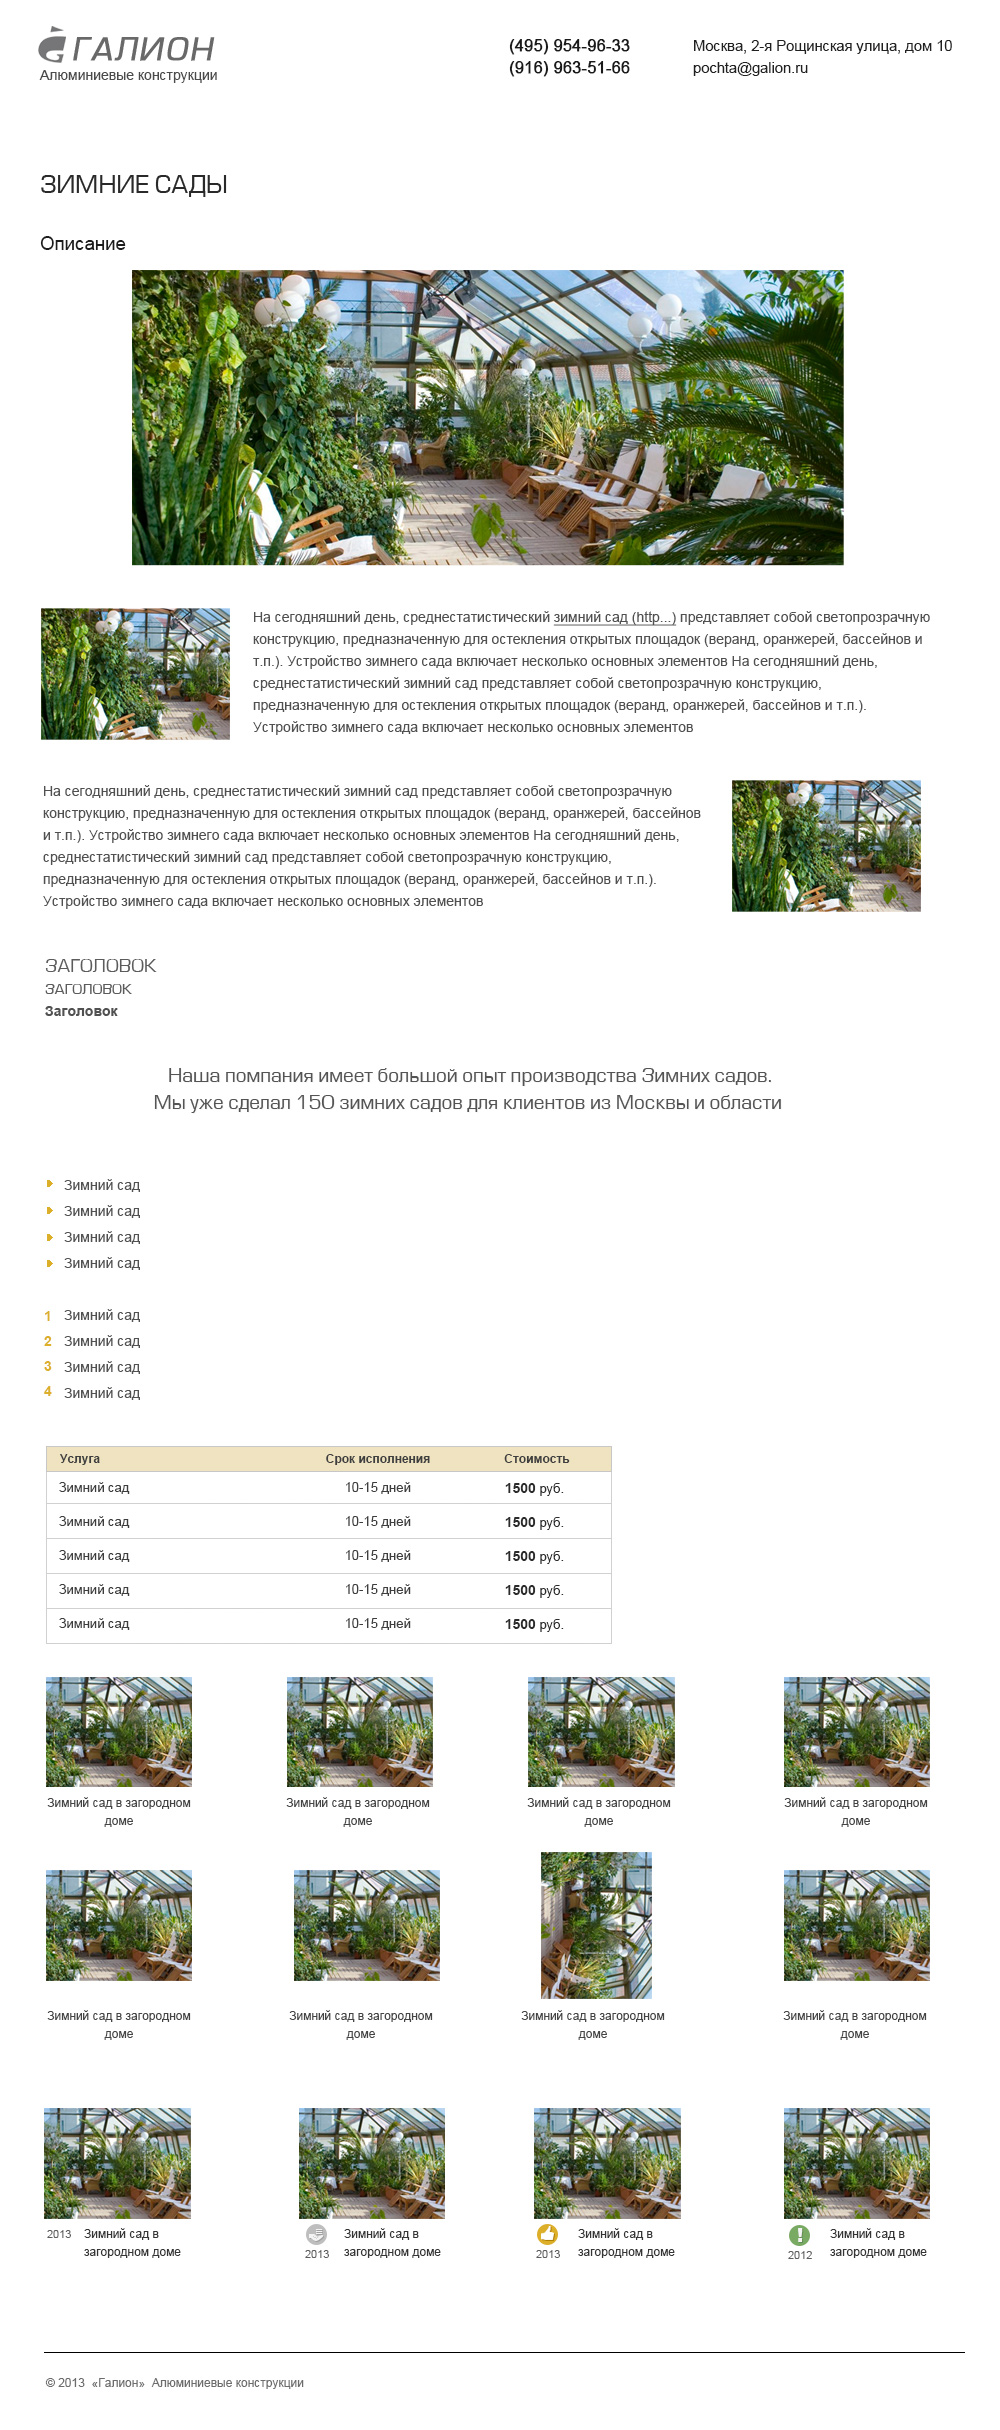 ГАЛИОН
Алюминиевые конструкции
(495) 954-96-33
(916) 963-51-66
Москва, 2-я Рощинская улица, дом 10
pochta@galion.ru
ЗИМНИЕ САДЫ
Описание
На сегодняшний день, среднестатистический зимний сад (http...) представляет собой светопрозрачную
конструкцию, предназначенную для остекления открытых площадок (веранд, оранжерей, бассейнов и
т.п.). Устройство зимнего сада включает несколько основных элементов На сегодняшний день,
среднестатистический зимний сад представляет собой светопрозрачную конструкцию,
предназначенную для остекления открытых площадок (веранд, оранжерей, бассейнов и т.п.).
Устройство зимнего сада включает несколько основных элементов
На сегодняшний день, среднестатистический зимний сад представляет собой светопрозрачную
конструкцию, предназначенную для остекления открытых площадок (веранд, оранжерей, бассейнов
и т.п.). Устройство зимнего сада включает несколько основных элементов На сегодняшний день,
среднестатистический зимний сад представляет собой светопрозрачную конструкцию,
предназначенную для остекления открытых площадок (веранд, оранжерей, бассейнов и т.п.).
Устройство зимнего сада включает несколько основных элементов
ЗАГОЛОВОК
ЗАГОЛОВОК
Заголовок
Наша помпания имеет большой опыт производства Зимних садов.
Мы уже сделал 150 зимних садов для клиентов из Москвы и области
Зимний сад
Зимний сад
Зимний сад
Зимний сад
1 Зимний сад
2 Зимний сад
3 Зимний сад
4 Зимний сад
Услуга Срок исполнения Стоимость
Зимний сад 10-15 дней 1500 руб.
Зимний сад 10-15 дней 1500 руб.
Зимний сад 10-15 дней 1500 руб.
Зимний сад 10-15 дней 1500 руб.
Зимний сад 10-15 дней 1500 руб.
Зимний сад в загородном
доме
Зимний сад в загородном
доме
Зимний сад в загородном
доме
Зимний сад в загородном
доме
Зимний сад в загородном
доме
Зимний сад в загородном
доме
Зимний сад в загородном
доме
Зимний сад в загородном
доме
2013 Зимний сад в
загородном доме
Зимний сад в
2013 загородном доме
Зимний сад в
2013 загородном доме
Зимний сад в
2012 загородном доме
© 2013 «Галион» Алюминиевые конструкции